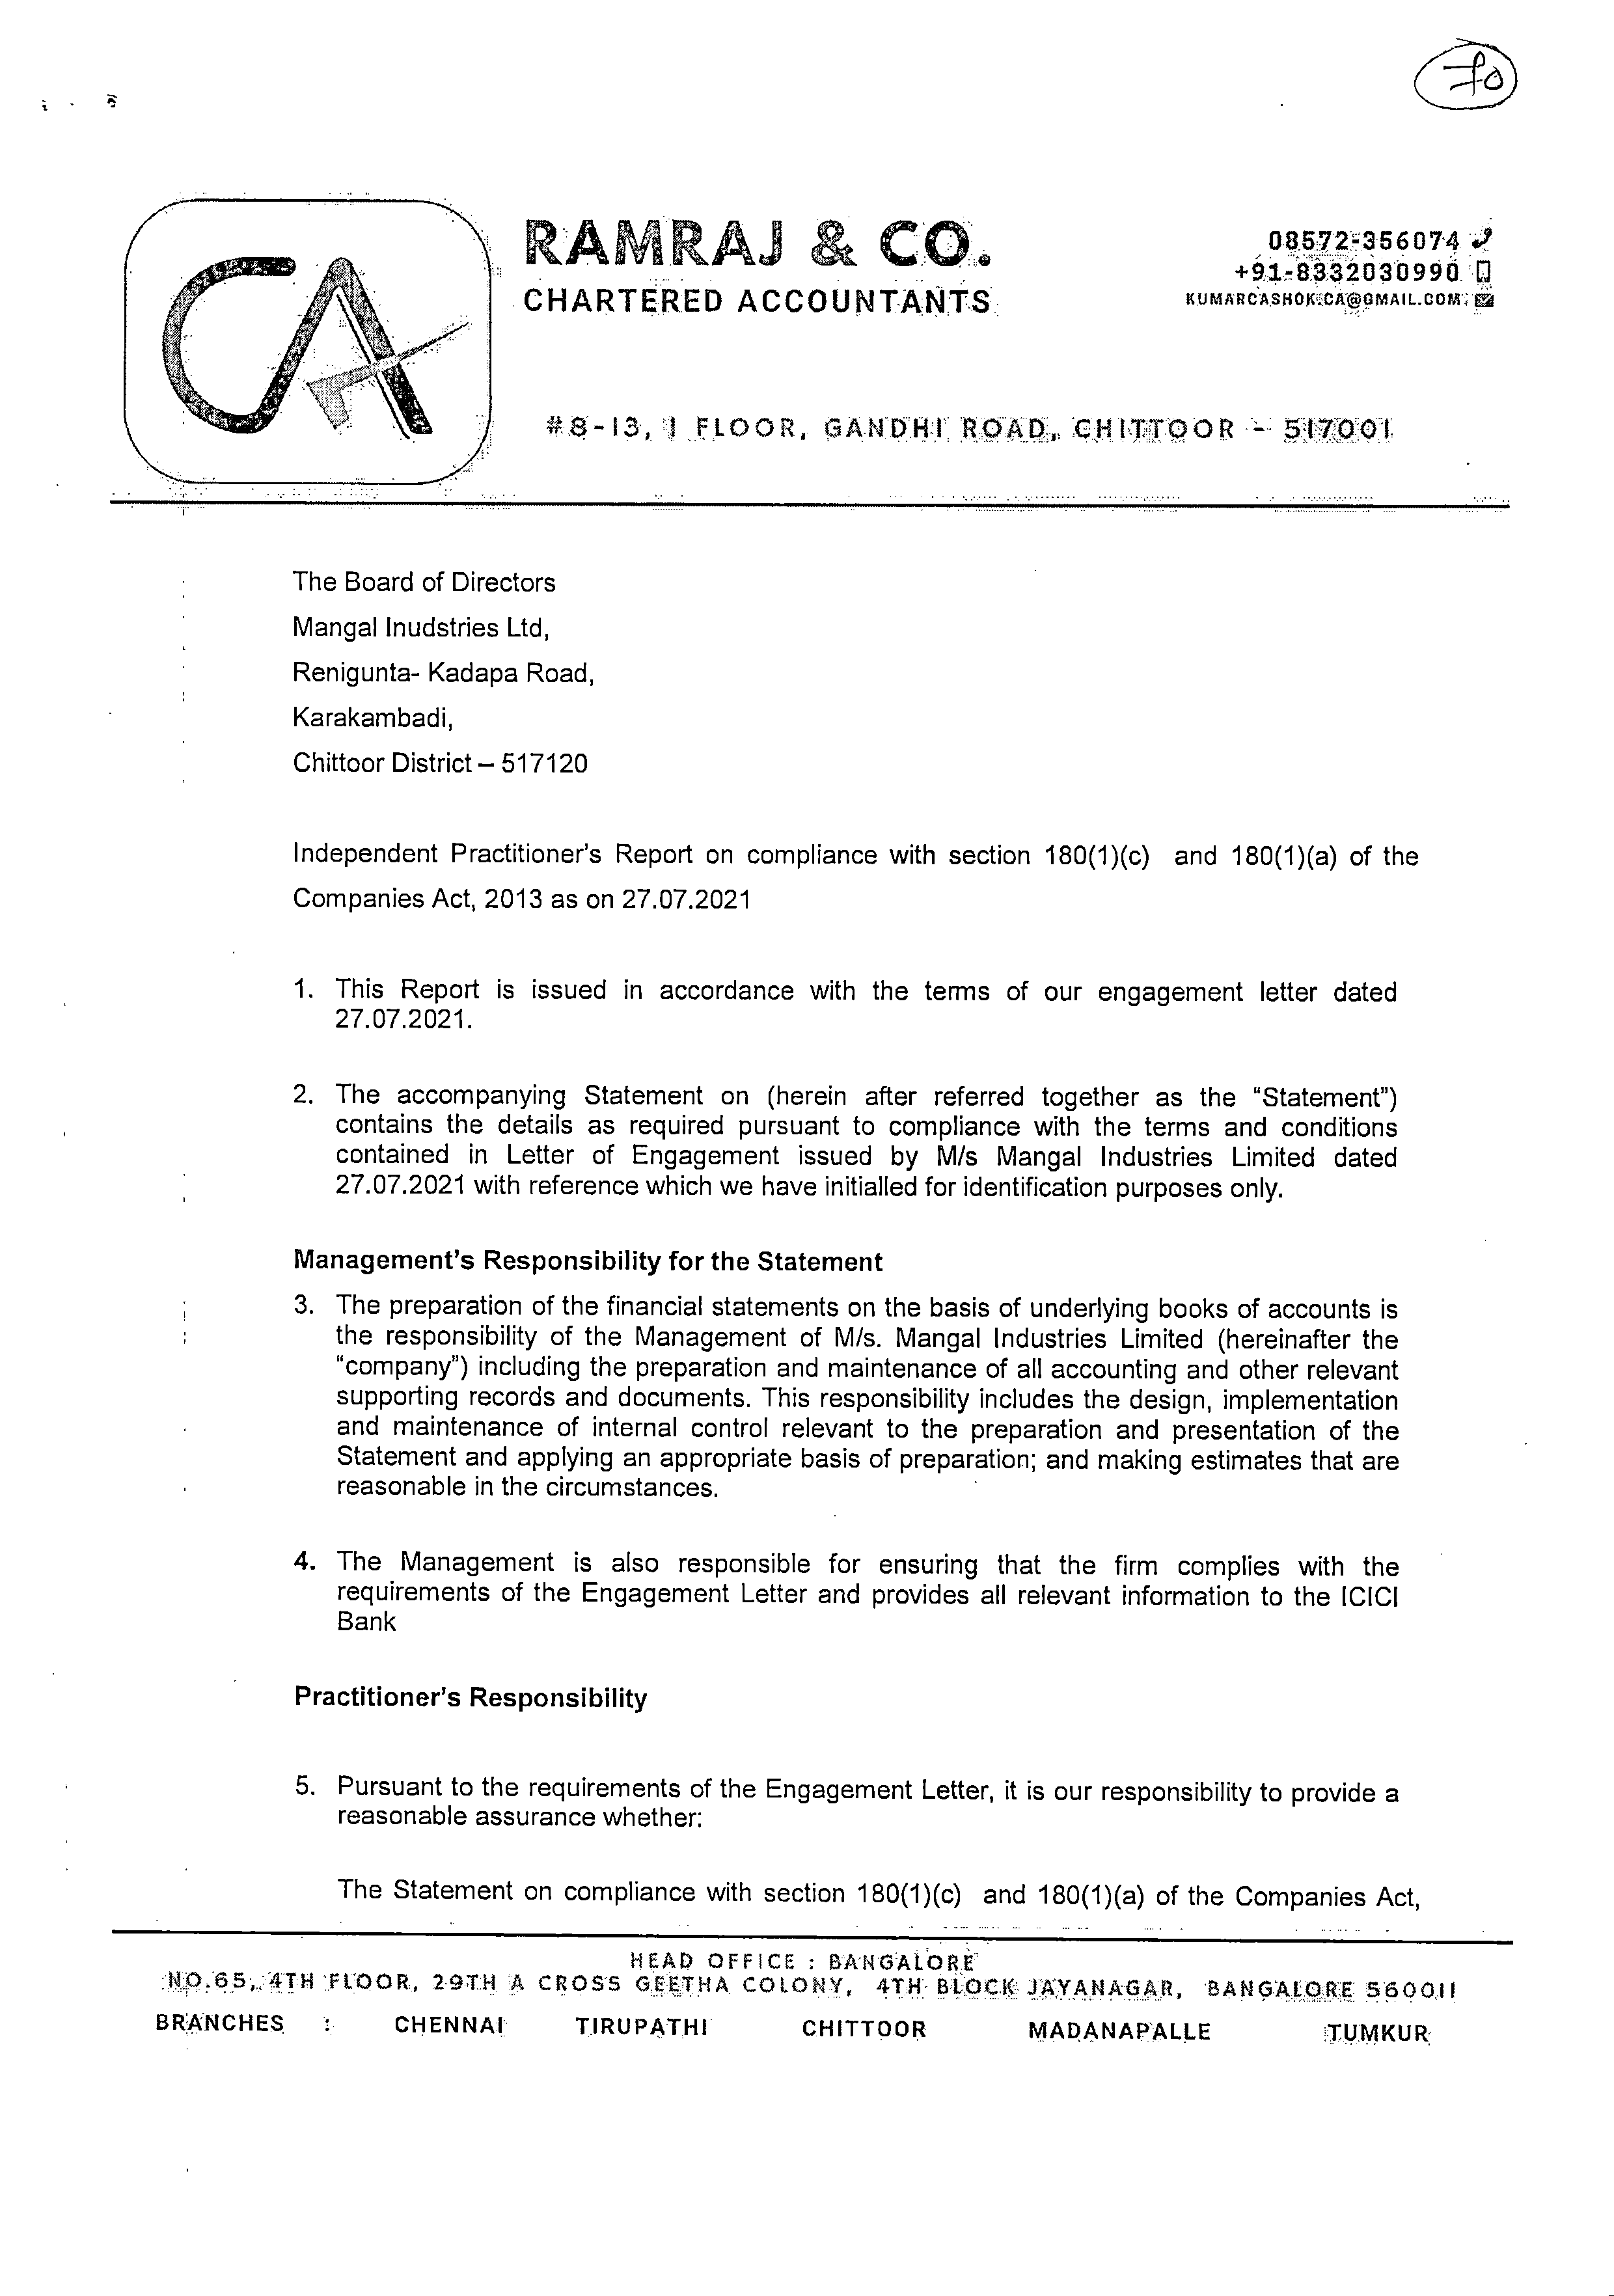 70
CA
RAMRAJ & CO.
CHARTERED ACCOUNTANTS
08572-356074
+91-8332030990
KUMARCASHOK.CA@GMAIL.COM
#8-13, I FLOOR, GANDHI ROAD, CHITTOOR - 517001
The Board of Directors
Mangal Inudstries Ltd,
Renigunta- Kadapa Road,
Karakambadi,
Chittoor District – 517120
Independent Practitioner's Report on compliance with section 180(1)(c) and 180(1)(a) of the
Companies Act, 2013 as on 27.07.2021
1. This Report is issued in accordance with the terms of our engagement letter dated
27.07.2021.
2. The accompanying Statement on (herein after referred together as the “Statement”)
contains the details as required pursuant to compliance with the terms and conditions
contained in Letter of Engagement issued by M/s Mangal Industries Limited dated
27.07.2021 with reference which we have initialled for identification purposes only.
Management's Responsibility for the Statement
3. The preparation of the financial statements on the basis of underlying books of accounts is
the responsibility of the Management of M/s. Mangal Industries Limited (hereinafter the
“company”) including the preparation and maintenance of all accounting and other relevant
supporting records and documents. This responsibility includes the design, implementation
and maintenance of internal control relevant to the preparation and presentation of the
Statement and applying an appropriate basis of preparation; and making estimates that are
reasonable in the circumstances.
4. The Management is also responsible for ensuring that the firm complies with the
requirements of the Engagement Letter and provides all relevant information to the ICICI
Bank
Practitioner's Responsibility
5. Pursuant to the requirements of the Engagement Letter, it is our responsibility to provide a
reasonable assurance whether:
The Statement on compliance with section 180(1)(c) and 180(1)(a) of the Companies Act,
HEAD OFFICE : BANGALORE
NO.65, 4TH FLOOR, 29TH A CROSS GEETHA COLONY, 4TH BLOCK JAYANAGAR, BANGALORE 560011
BRANCHES : CHENNAI TIRUPATHI CHITTOOR MADANAPALLE TUMKUR